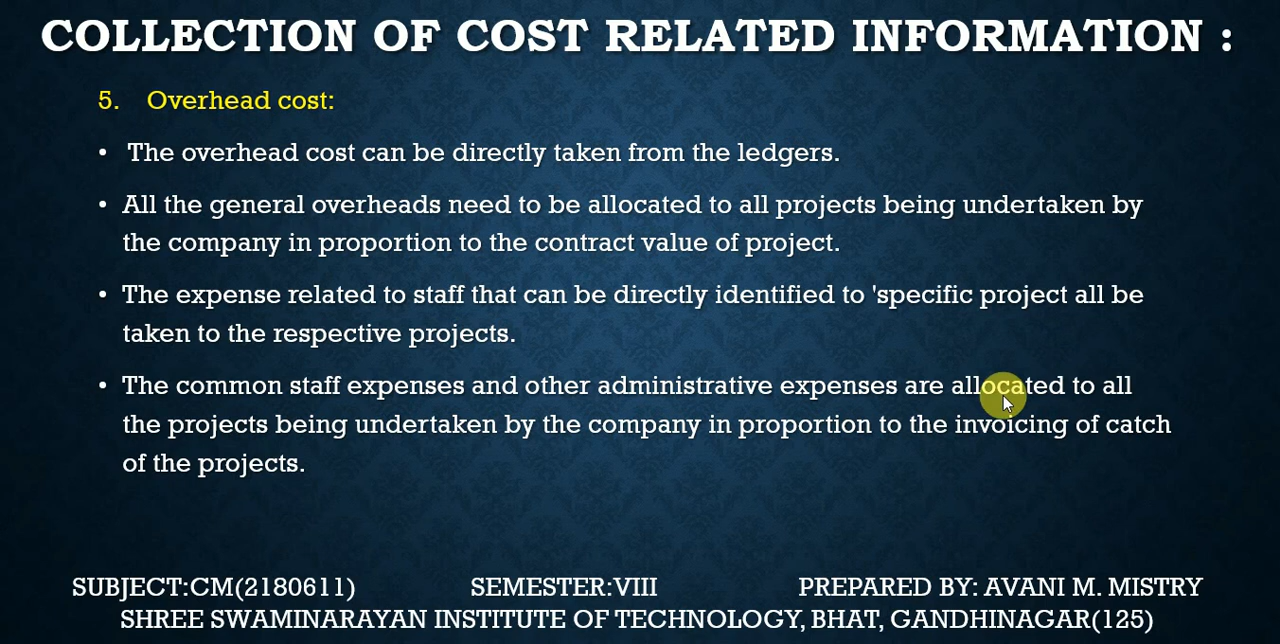 COLLECTION OF COST RELATED INFORMATION :
5. Overhead cost:
• The overhead cost can be directly taken from the ledgers.
• All the general overheads need to be allocated to all projects being undertaken by
the company in proportion to the contract value of project.
• The expense related to staff that can be directly identified to 'specific project all be
taken to the respective projects.
• The common staff expenses and other administrative expenses are allocated to all
the projects being undertaken by the company in proportion to the invoicing of catch
of the projects.
SUBJECT:CM(2180611) SEMESTER:VIII PREPARED BY: AVANI M. MISTRY
SHREE SWAMINARAYAN INSTITUTE OF TECHNOLOGY, BHAT, GANDHINAGAR(125)